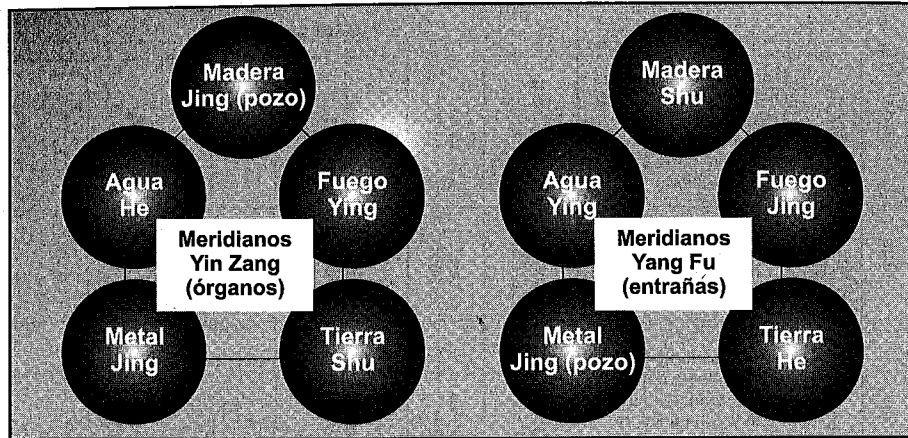 Madera
Jing (pozo)
Agua
He
Fuego
Ying
Meridianos
Yin Zang
(órganos)
Metal
Jing
Tierra
Shu
Madera
Shu
Agua
Ying
Fuego
Jing
Meridianos
Yang Fu
(entrañas)
Metal
Jing (pozo)
Tierra
He